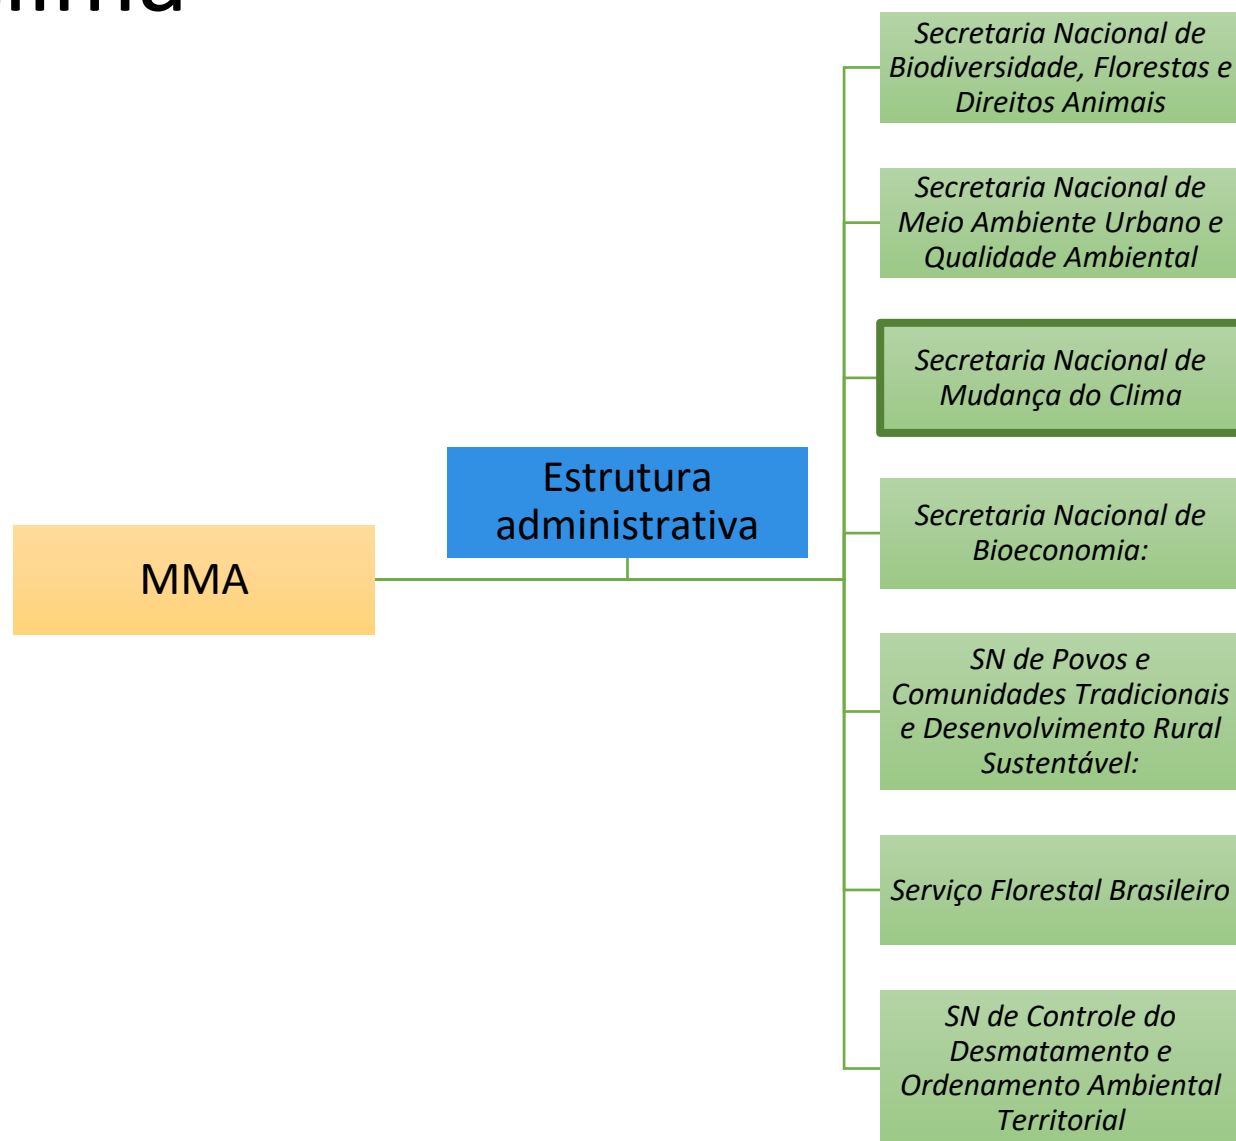 Secretaria Nacional de
Biodiversidade, Florestas e
Direitos Animais
Secretaria Nacional de
Meio Ambiente Urbano e
Qualidade Ambiental
Secretaria Nacional de
Mudança do Clima
Estrutura
administrativa
MMA
Secretaria Nacional de
Bioeconomia:
SN de Povos e
Comunidades Tradicionais
e Desenvolvimento Rural
Sustentável:
Serviço Florestal Brasileiro
SN de Controle do
Desmatamento e
Ordenamento Ambiental
Territorial